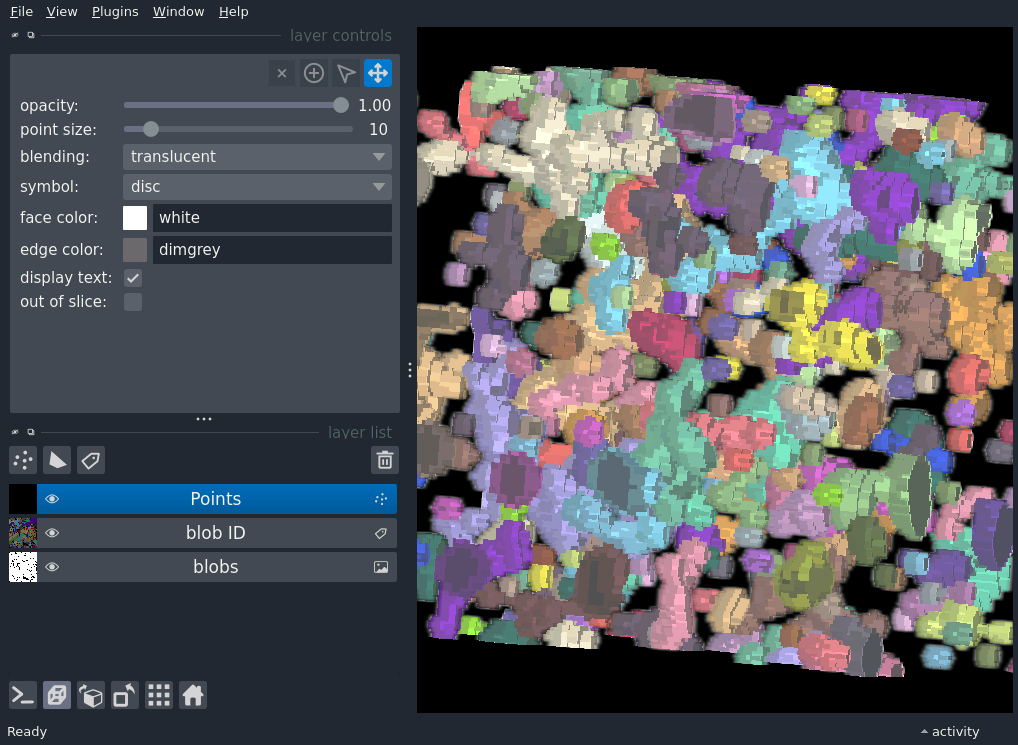 File View Plugins Window Help
layer controls
opacity: 1.00
point size: 10
blending: translucent
symbol: disc
face color: white
edge color: dimgrey
display text:
out of slice:
layer list
Points
blob ID
blobs
Ready
activity